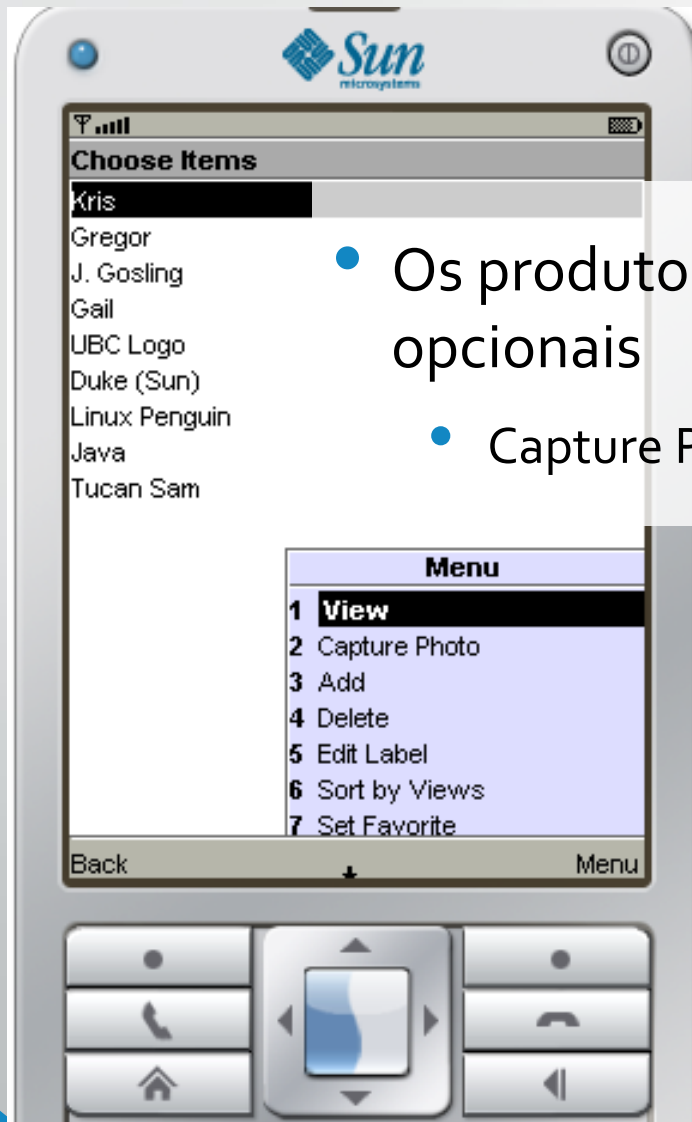 Sun
microsystems
Choose Items
Kris
Gregor
J. Gosling
Gail
UBC Logo
Duke (Sun)
Linux Penguin
Java
Tucan Sam
Os produto
opcionais
Capture P
Menu
1 View
2 Capture Photo
3 Add
4 Delete
5 Edit Label
6 Sort by Views
7 Set Favorite
Back Menu